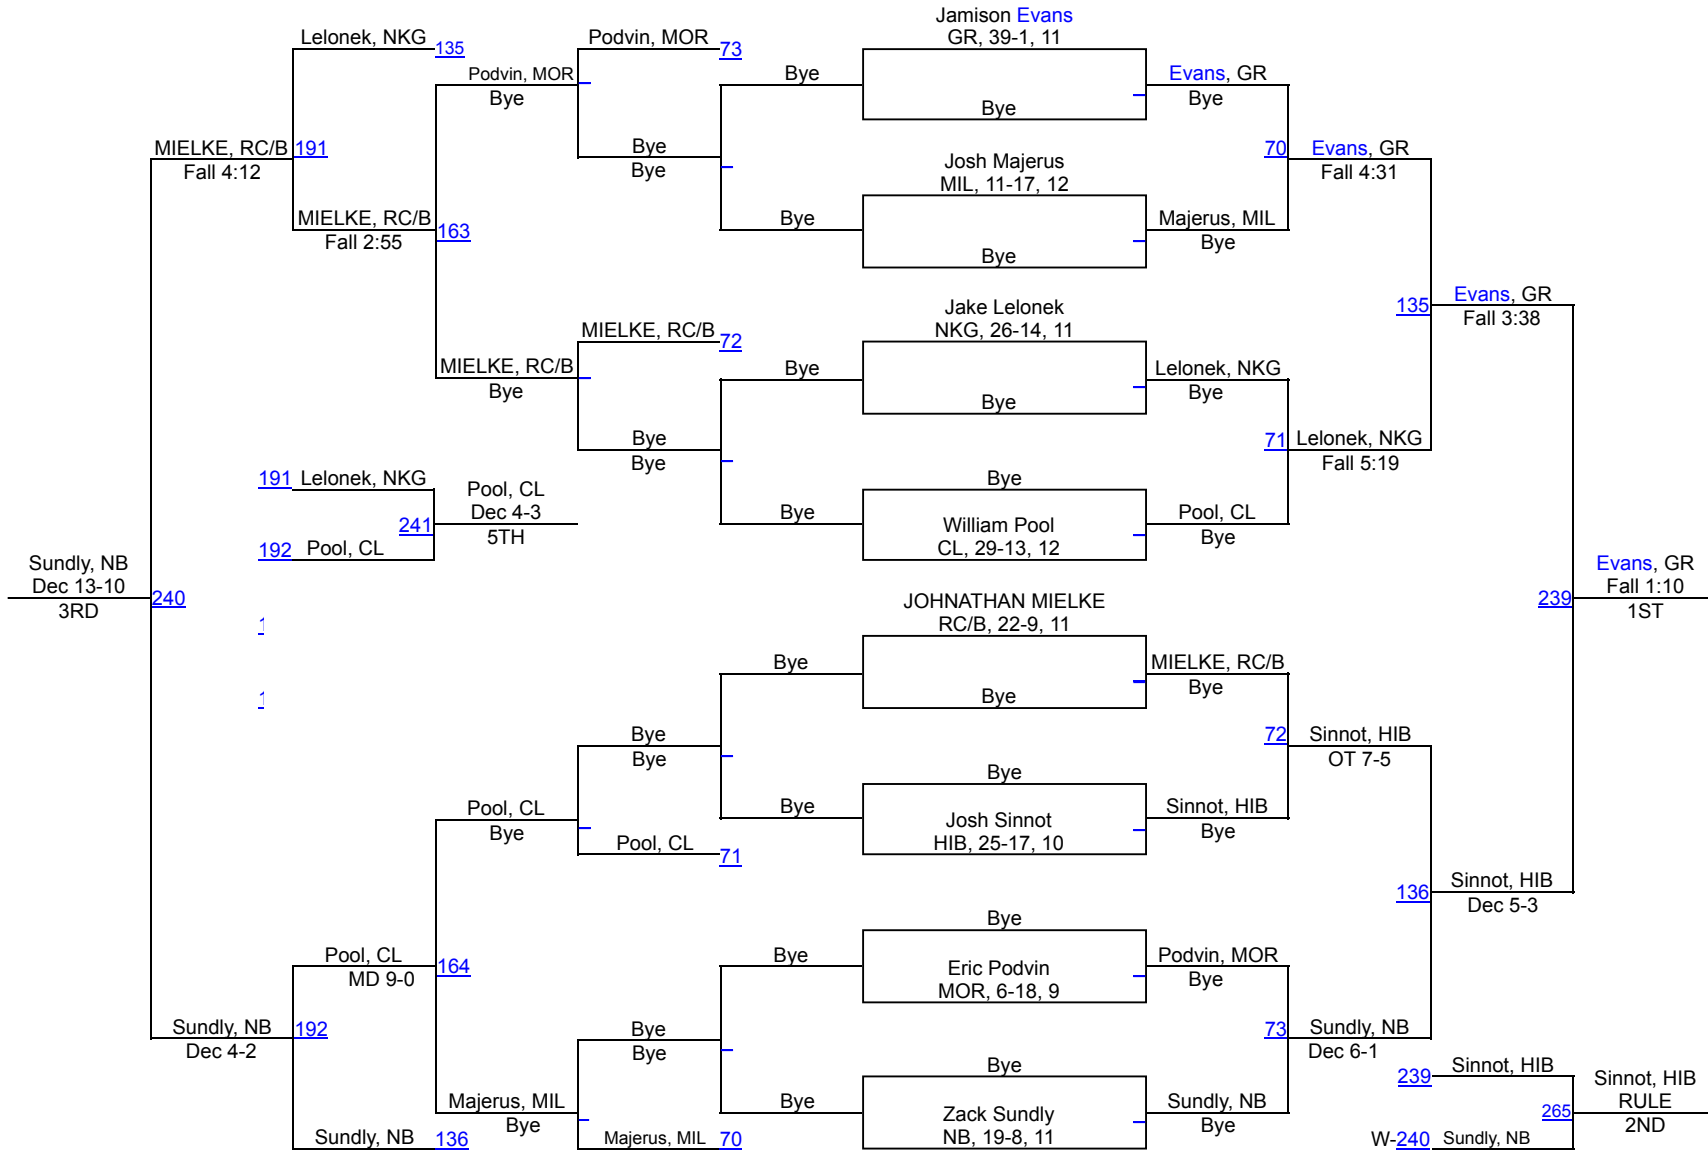 Jamison Evans
GR, 39-1, 11
Lelonek, NKG
135
Podvin, MOR
73
Podvin, MOR
Bye
Bye
Bye
Evans, GR
Bye
MIELKE, RC/B
191
Fall 4:12
Bye
Bye
Josh Majerus
MIL, 11-17, 12
70
Evans, GR
Fall 4:31
MIELKE, RC/B
163
Fall 2:55
Bye
Bye
Majerus, MIL
Bye
Jake Lelonek
NKG, 26-14, 11
135
Evans, GR
Fall 3:38
MIELKE, RC/B
72
MIELKE, RC/B
Bye
Bye
Bye
Lelonek, NKG
Bye
Bye
Bye
71
Lelonek, NKG
Fall 5:19
191
Lelonek, NKG
Pool, CL
Dec 4-3
5TH
241
192
Pool, CL
Bye
Bye
William Pool
CL, 29-13, 12
Pool, CL
Bye
Sundly, NB
Dec 13-10
3RD
240
239
Evans, GR
Fall 1:10
1ST
JOHNATHAN MIELKE
RC/B, 22-9, 11
Bye
Bye
MIELKE, RC/B
Bye
Bye
Bye
72
Sinnot, HIB
OT 7-5
Pool, CL
Bye
Bye
Bye
Josh Sinnot
HIB, 25-17, 10
Sinnot, HIB
Bye
Pool, CL
71
136
Sinnot, HIB
Dec 5-3
Pool, CL
164
MD 9-0
Bye
Bye
Eric Podvin
MOR, 6-18, 9
Podvin, MOR
Bye
Sundly, NB
192
Dec 4-2
Bye
Bye
73
Sundly, NB
Dec 6-1
Majerus, MIL
Bye
Bye
Bye
Zack Sundly
NB, 19-8, 11
Sundly, NB
Bye
Sundly, NB
136
Majerus, MIL
70
239
Sinnot, HIB
265
Sinnot, HIB
RULE
2ND
W-240
Sundly, NB